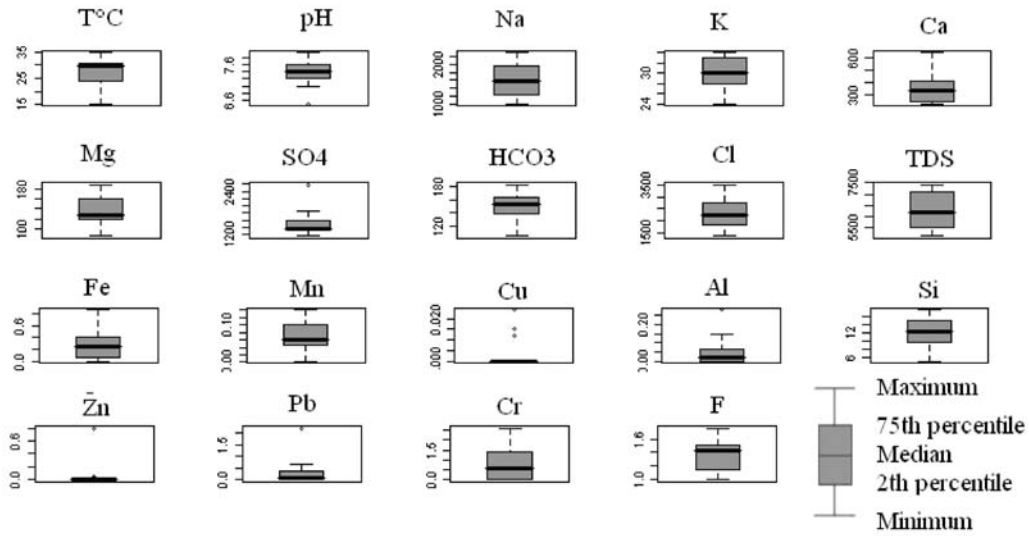 T°C pH Na K Ca
35 25 15
7.6 6.6
2000 1000
30 24
600 300
Mg SO4 HCO3 Cl TDS
180 100
2400 1200
180 120
3500 1500
7500 5500
Fe Mn Cu Al Si
0.6 0.0
0.10 0.00
0.020 .000
0.20 0.00
12 6
Zn Pb Cr F
0.6 0.0
1.5 0.0
1.5 0.0
1.6 1.0
Maximum
75th percentile
Median
2th percentile
Minimum